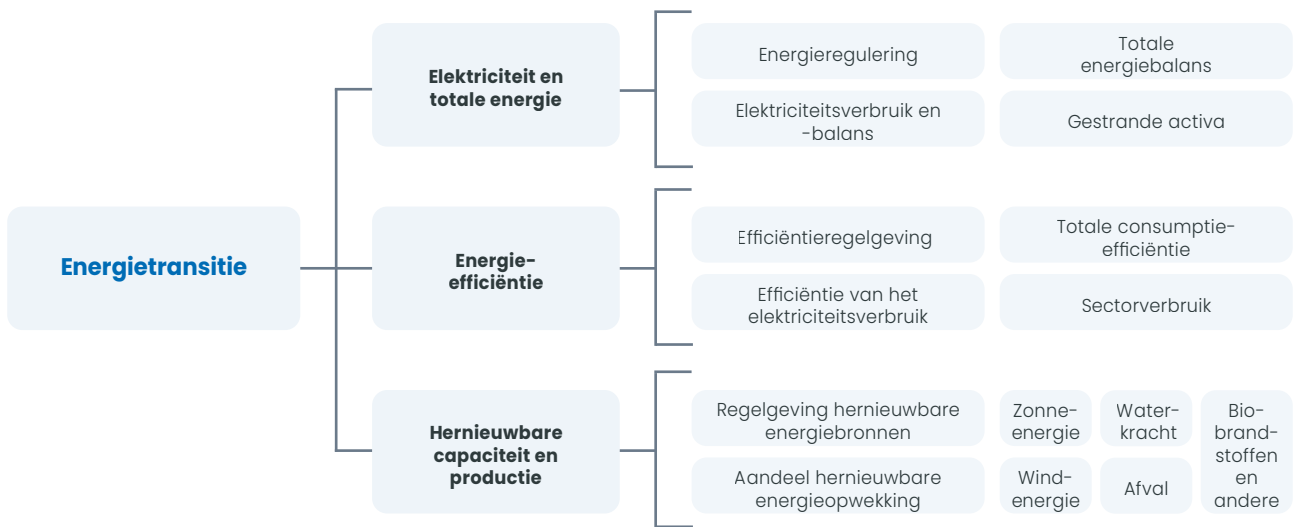 Energietransitie
Elektriciteit en
totale energie
Energieregulering
Totale
energiebalans
Elektriciteitsverbruik en
-balans
Gestrande activa
Energie-
efficiëntie
Efficiëntieregelgeving
Totale consumptie-
efficiëntie
Efficiëntie van het
elektriciteitsverbruik
Sectorverbruik
Hernieuwbare
capaciteit en
productie
Regelgeving hernieuwbare
energiebronnen
Zonne-
energie
Water-
kracht
Bio-
brand-
stoffen
en
andere
Aandeel hernieuwbare
energieopwekking
Wind-
energie
Afval